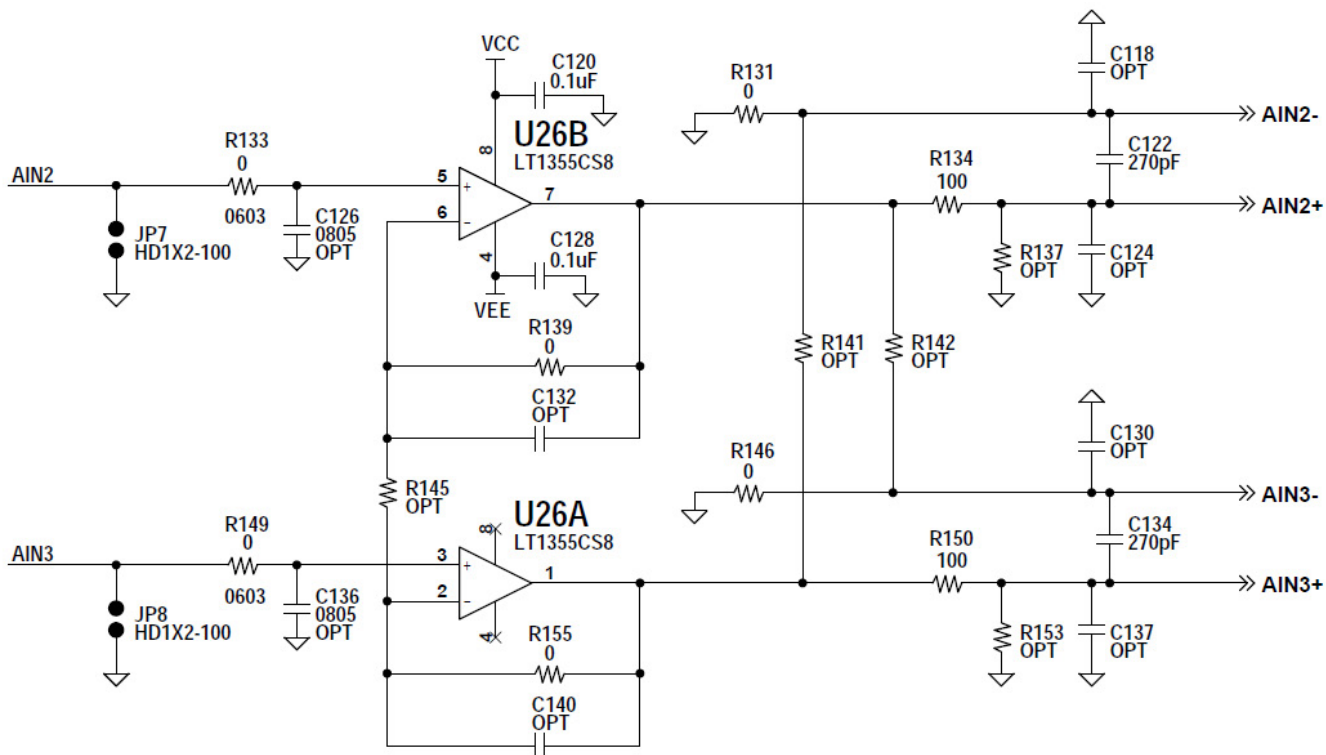 VCC
C120
0.1uF
U26B
LT1355CS8
8
R133
0
0603
AIN2
JP7
HD1X2-100
C126
0805
OPT
5
+
6
−
7
4
C128
0.1uF
VEE
R139
0
C132
OPT
R131
0
C118
OPT
AIN2-
C122
270pF
R134
100
AIN2+
R137
OPT
C124
OPT
R141
OPT
R142
OPT
R145
OPT
U26A
LT1355CS8
8
R149
0
0603
AIN3
JP8
HD1X2-100
C136
0805
OPT
3
+
2
−
1
4
R155
0
C140
OPT
R146
0
C130
OPT
AIN3-
C134
270pF
R150
100
AIN3+
R153
OPT
C137
OPT